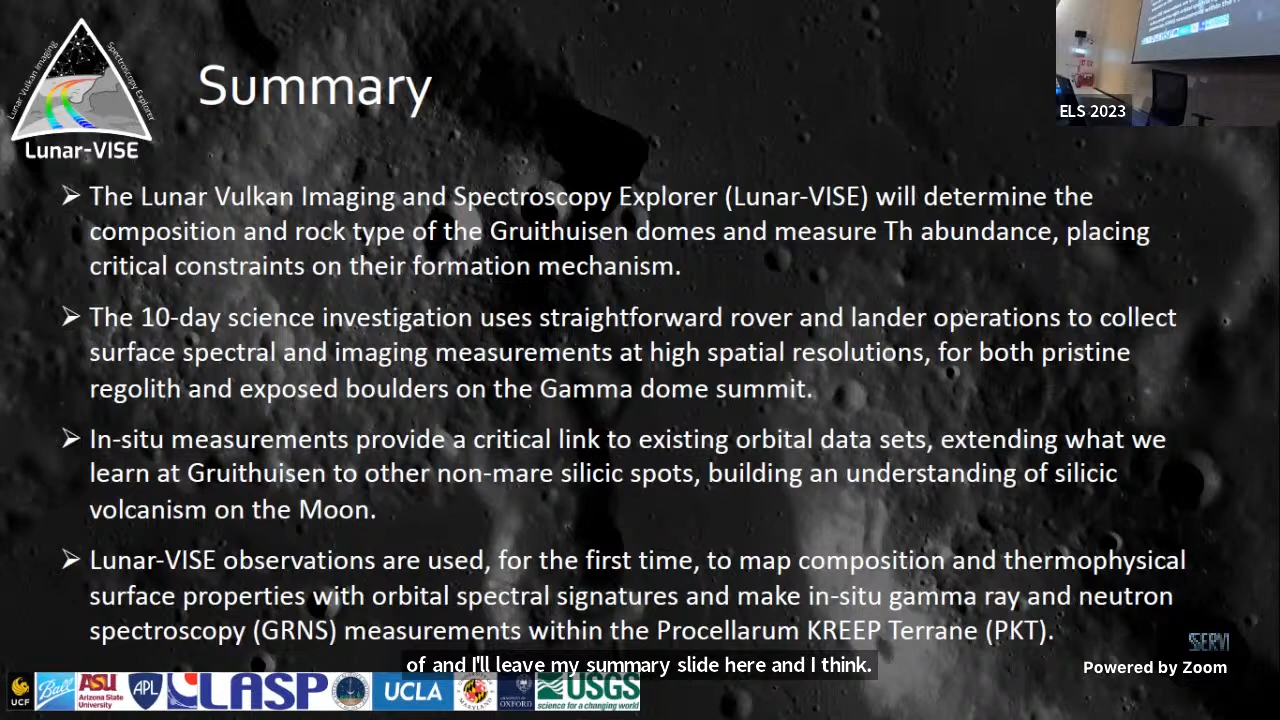 Lunar Vulkan Imaging
Spectroscopy Explorer
Lunar-VISE
Summary
ELS 2023
➢ The Lunar Vulkan Imaging and Spectroscopy Explorer (Lunar-VISE) will determine the
composition and rock type of the Gruithuisen domes and measure Th abundance, placing
critical constraints on their formation mechanism.
➢ The 10-day science investigation uses straightforward rover and lander operations to collect
surface spectral and imaging measurements at high spatial resolutions, for both pristine
regolith and exposed boulders on the Gamma dome summit.
➢ In-situ measurements provide a critical link to existing orbital data sets, extending what we
learn at Gruithuisen to other non-mare silicic spots, building an understanding of silicic
volcanism on the Moon.
➢ Lunar-VISE observations are used, for the first time, to map composition and thermophysical
surface properties with orbital spectral signatures and make in-situ gamma ray and neutron
spectroscopy (GRNS) measurements within the Procellarum KREEP Terrane (PKT).
of and I'll leave my summary slide here and I think.
Powered by Zoom
UCF
Ball
ASU
Arizona State
University
APL
LASP
UCLA
MARYLAND
OXFORD
USGS
science for a changing world